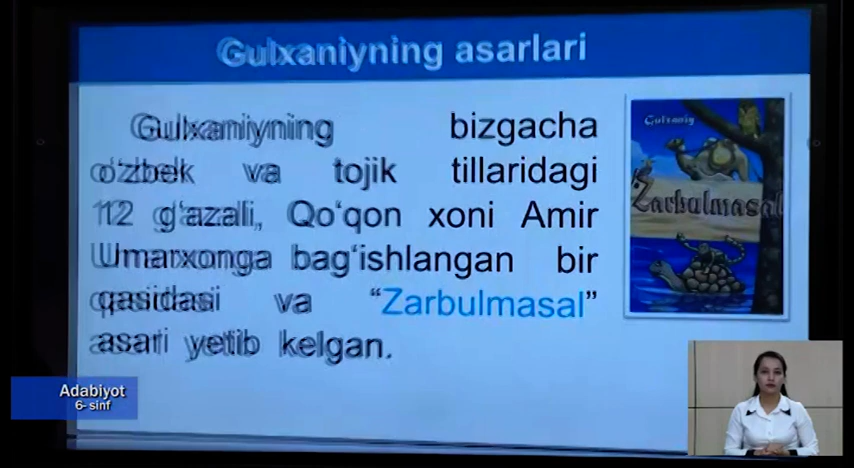 Gulxaniyning asarlari
Gulxaniyning bizgacha
o‘zbek va tojik tillaridagi
12 g‘azali, Qo‘qon xoni Amir
Umarxonga bag‘ishlangan bir
qasidasi va “Zarbulmasal”
asari yetib kelgan.
Gulxaniy
Zarbulmasal
Adabiyot
6- sinf